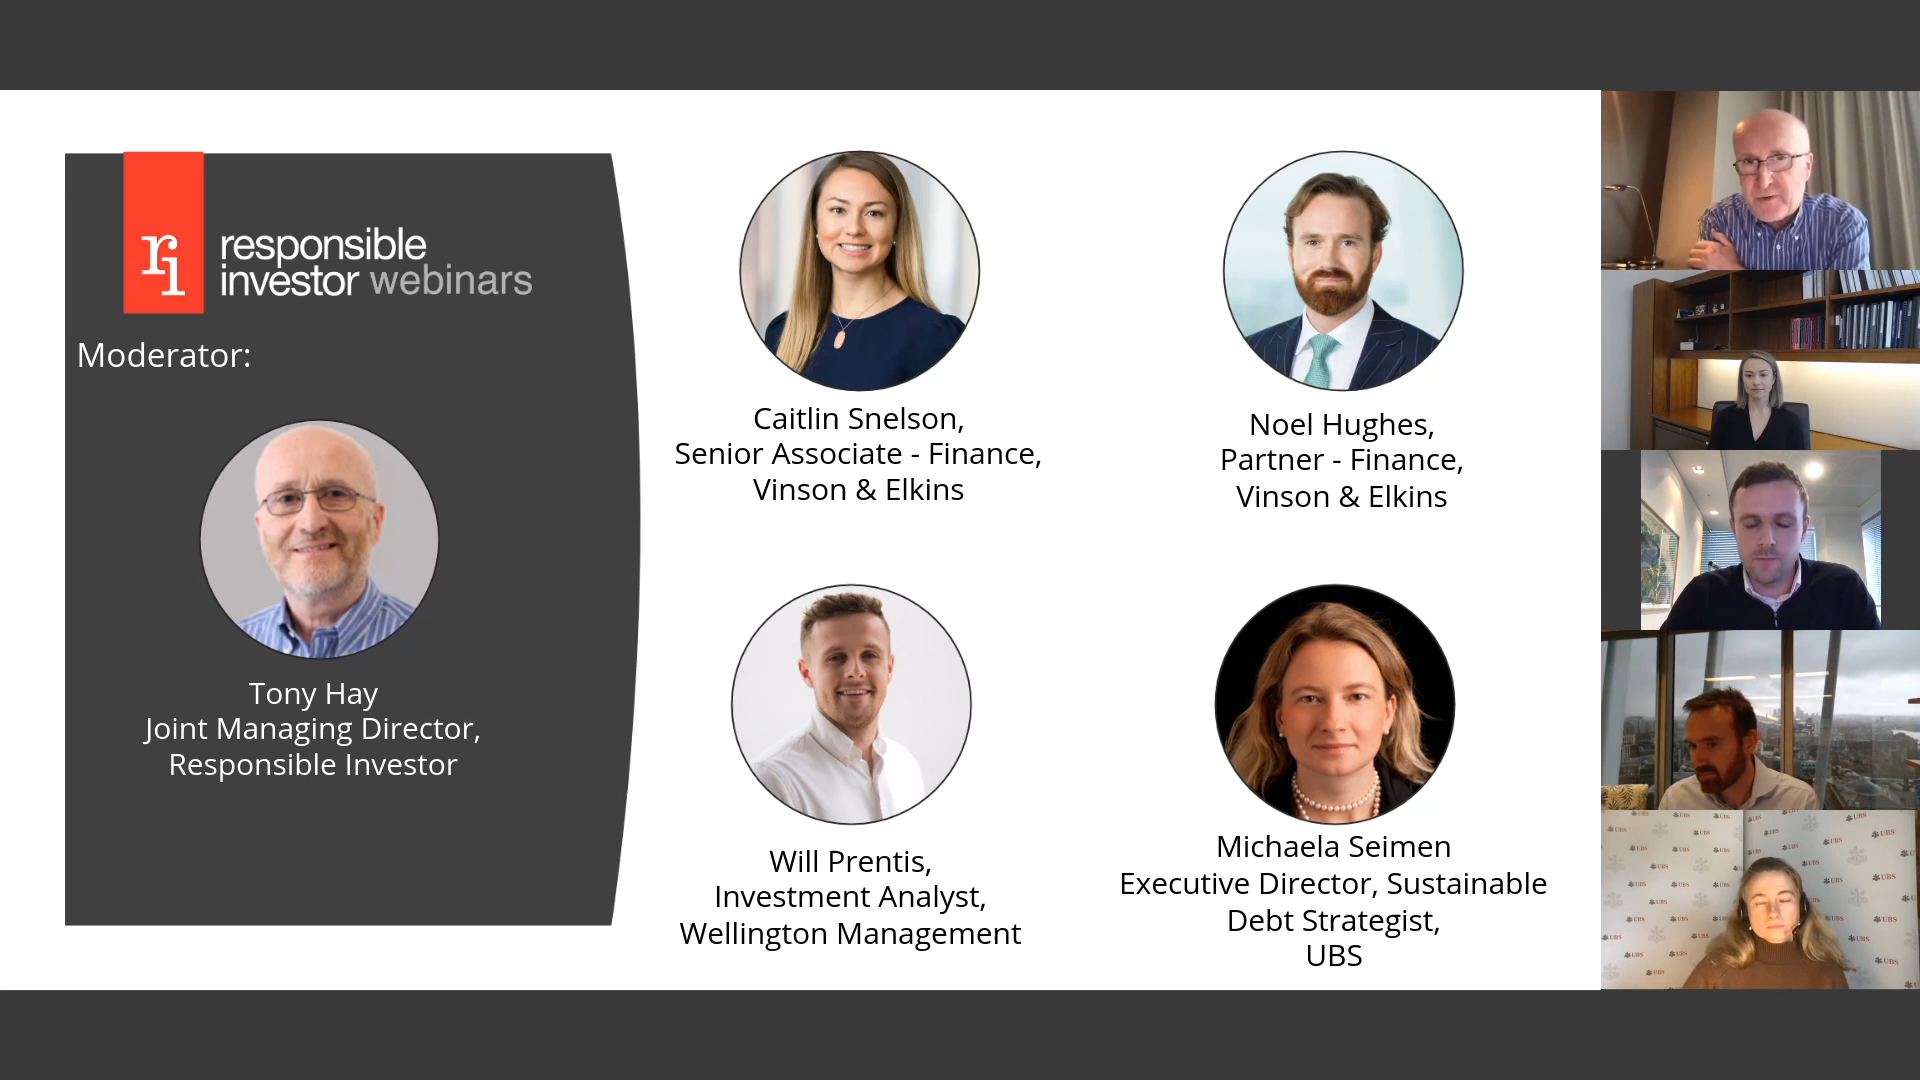 ri
responsible
investor webinars
Moderator:
Tony Hay
Joint Managing Director,
Responsible Investor
Caitlin Snelson,
Senior Associate - Finance,
Vinson & Elkins
Noel Hughes,
Partner - Finance,
Vinson & Elkins
Will Prentis,
Investment Analyst,
Wellington Management
Michaela Seimen
Executive Director, Sustainable
Debt Strategist,
UBS
UBS